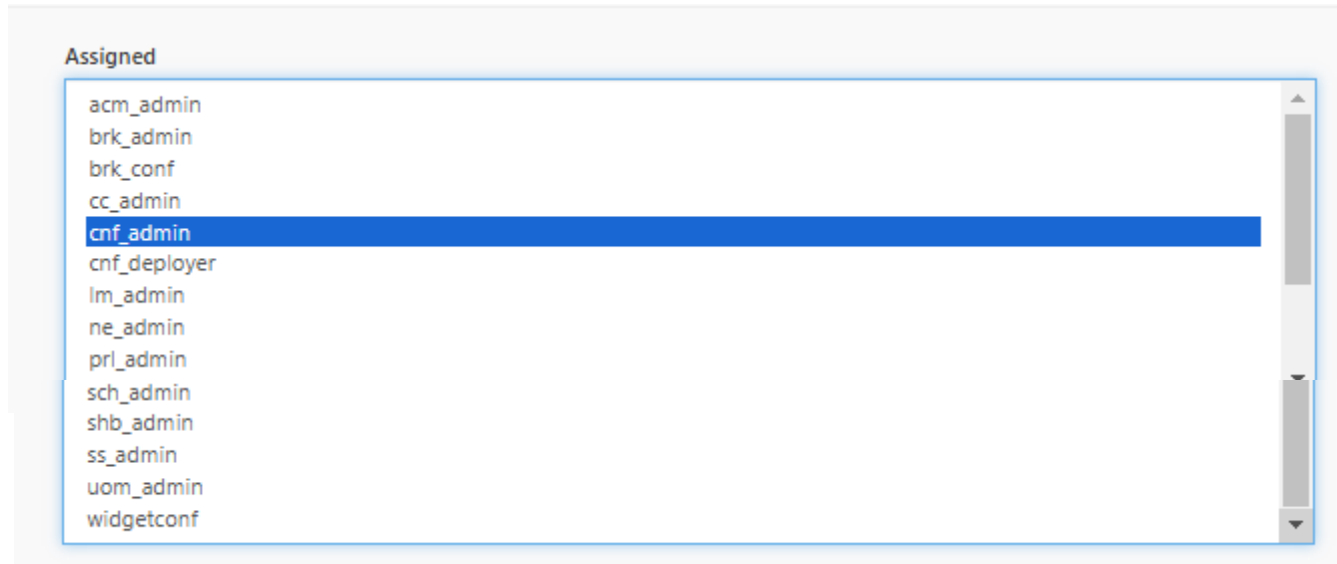 Assigned
acm_admin
brk_admin
brk_conf
cc_admin
cnf_admin
cnf_deployer
lm_admin
ne_admin
prl_admin
sch_admin
shb_admin
ss_admin
uom_admin
widgetconf